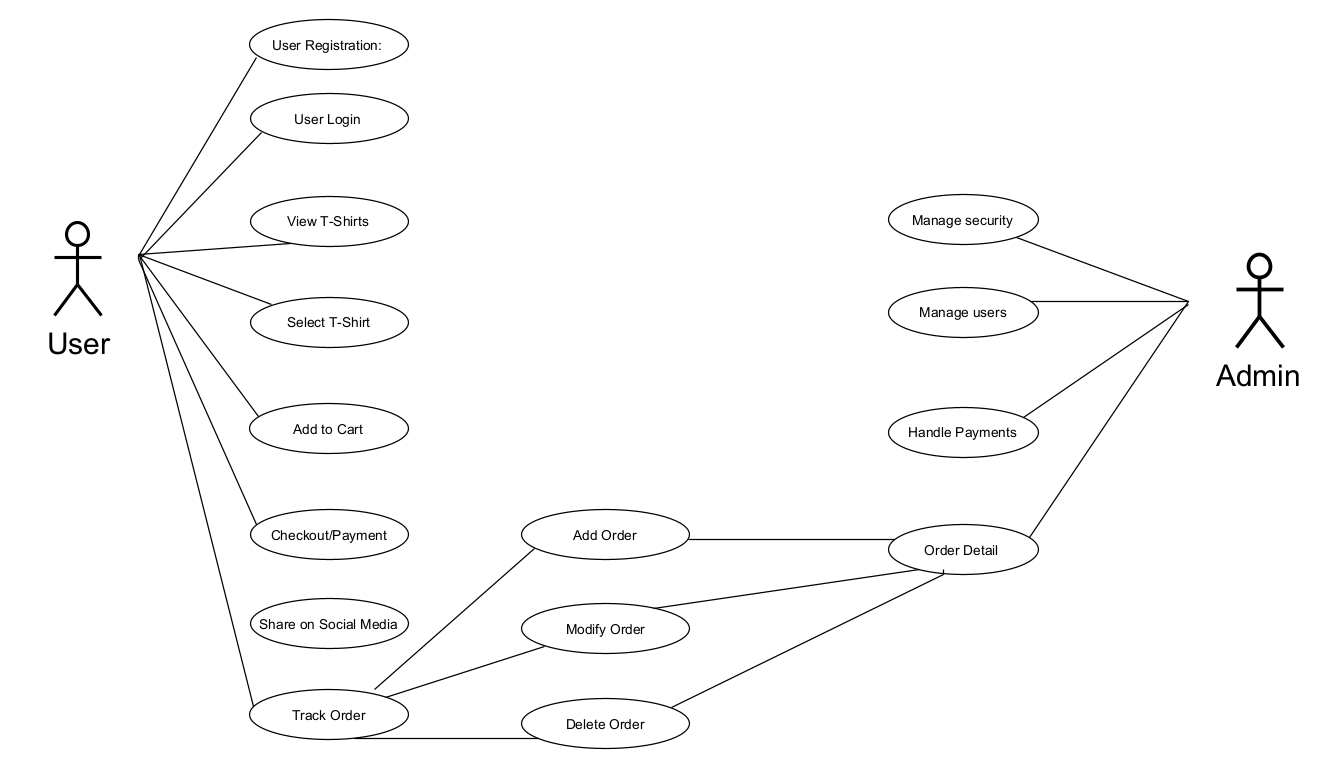 User Registration:
User Login
View T-Shirts
Select T-Shirt
Add to Cart
Checkout/Payment
Share on Social Media
Track Order
User
Add Order
Modify Order
Delete Order
Manage security
Manage users
Handle Payments
Order Detail
Admin